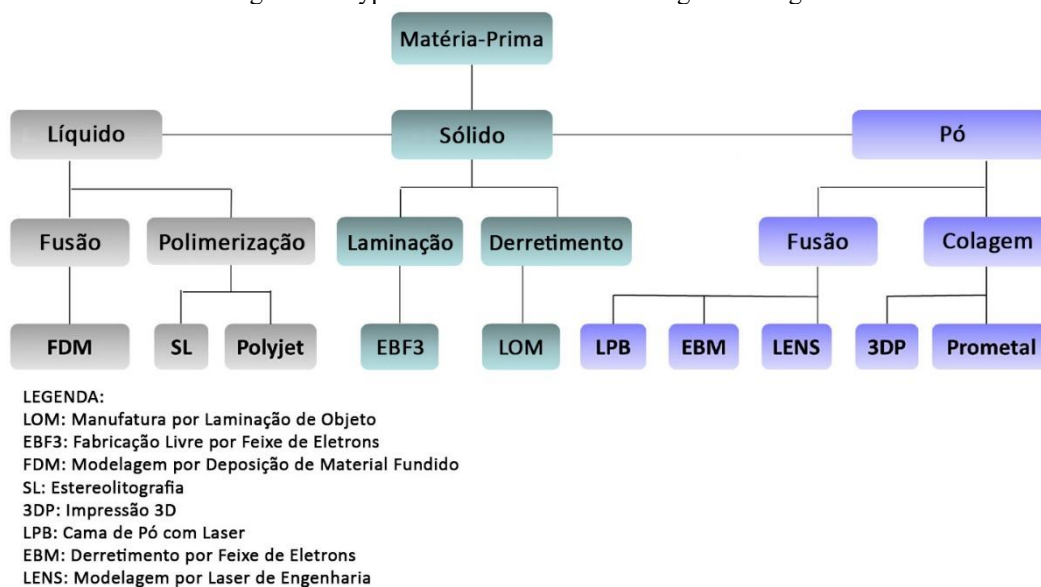 Matéria-Prima
Líquido
Sólido
Pó
Fusão
Polimerização
Laminação
Derretimento
Fusão
Colagem
FDM
SL
Polyjet
EBF3
LOM
LPB
EBM
LENS
3DP
Prometal
LEGENDA:
LOM: Manufatura por Laminação de Objeto
EBF3: Fabricação Livre por Feixe de Eletrons
FDM: Modelagem por Deposição de Material Fundido
SL: Estereolitografia
3DP: Impressão 3D
LPB: Cama de Pó com Laser
EBM: Derretimento por Feixe de Eletrons
LENS: Modelagem por Laser de Engenharia